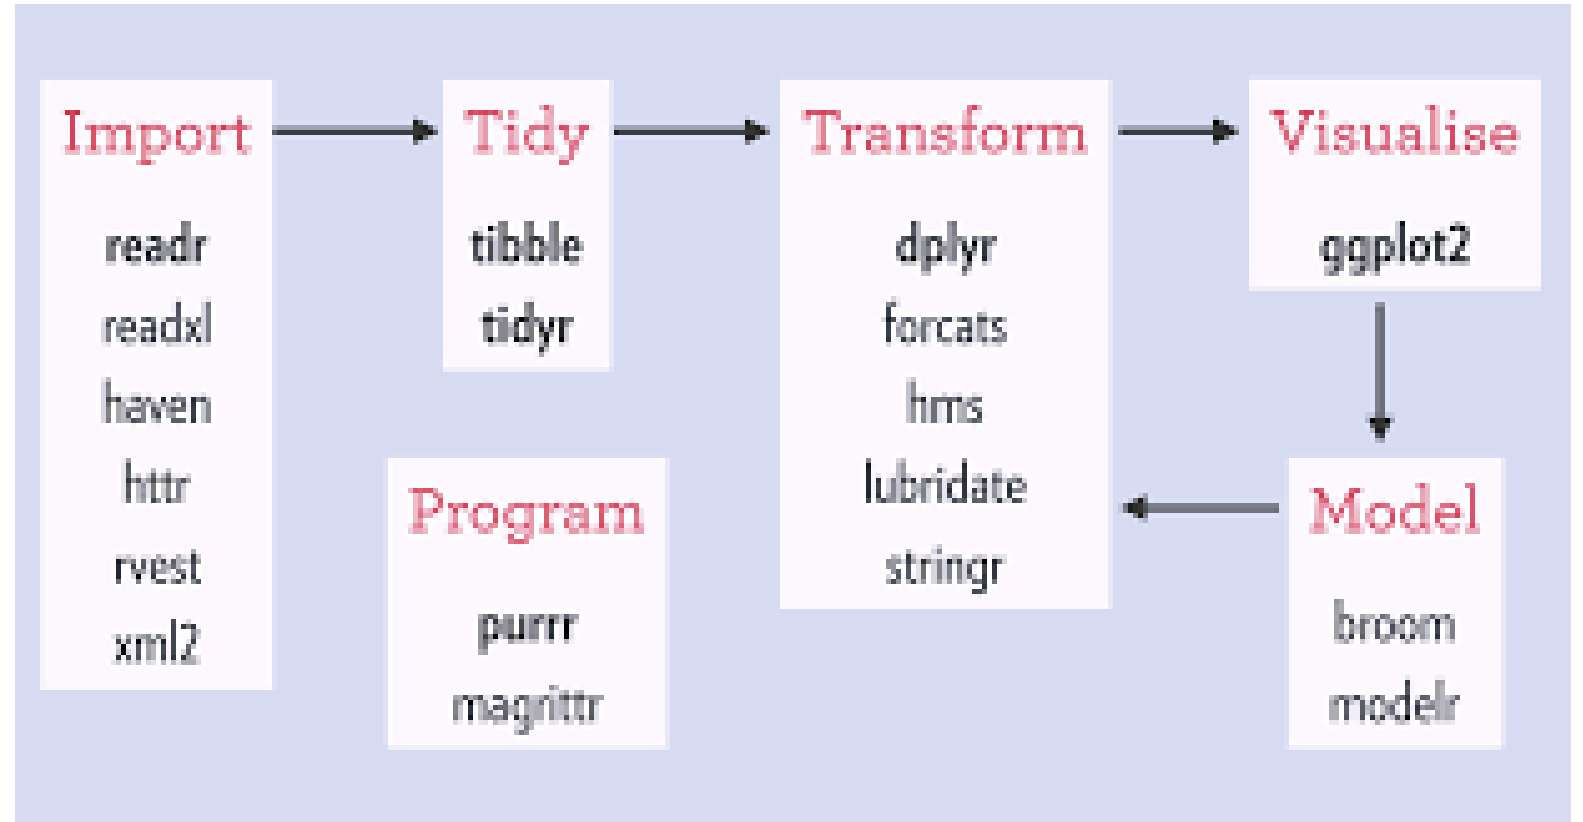 Import
readr
readxl
haven
httr
rvest
xml2
Tidy
tibble
tidyr
Program
purrr
magrittr
Transform
dplyr
forcats
hms
lubridate
stringr
Visualise
ggplot2
Model
broom
modelr